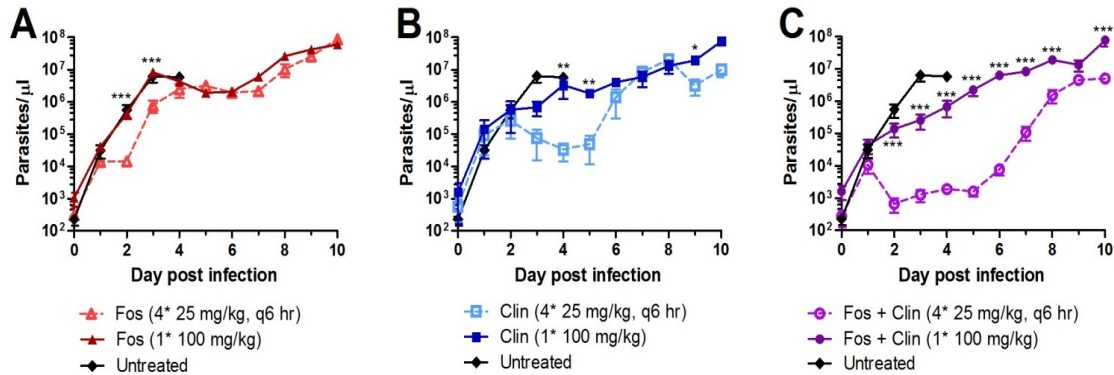 A
Parasites/µl
10⁸
10⁷
10⁶
10⁵
10⁴
10³
10²
***
***
0 2 4 6 8 10
Day post infection
Fos (4* 25 mg/kg, q6 hr)
Fos (1* 100 mg/kg)
Untreated
B
Parasites/µl
10⁸
10⁷
10⁶
10⁵
10⁴
10³
10²
**
**
*
0 2 4 6 8 10
Day post infection
Clin (4* 25 mg/kg, q6 hr)
Clin (1* 100 mg/kg)
Untreated
C
Parasites/µl
10⁸
10⁷
10⁶
10⁵
10⁴
10³
10²
***
***
***
***
***
***
***
***
0 2 4 6 8 10
Day post infection
Fos + Clin (4* 25 mg/kg, q6 hr)
Fos + Clin (1* 100 mg/kg)
Untreated